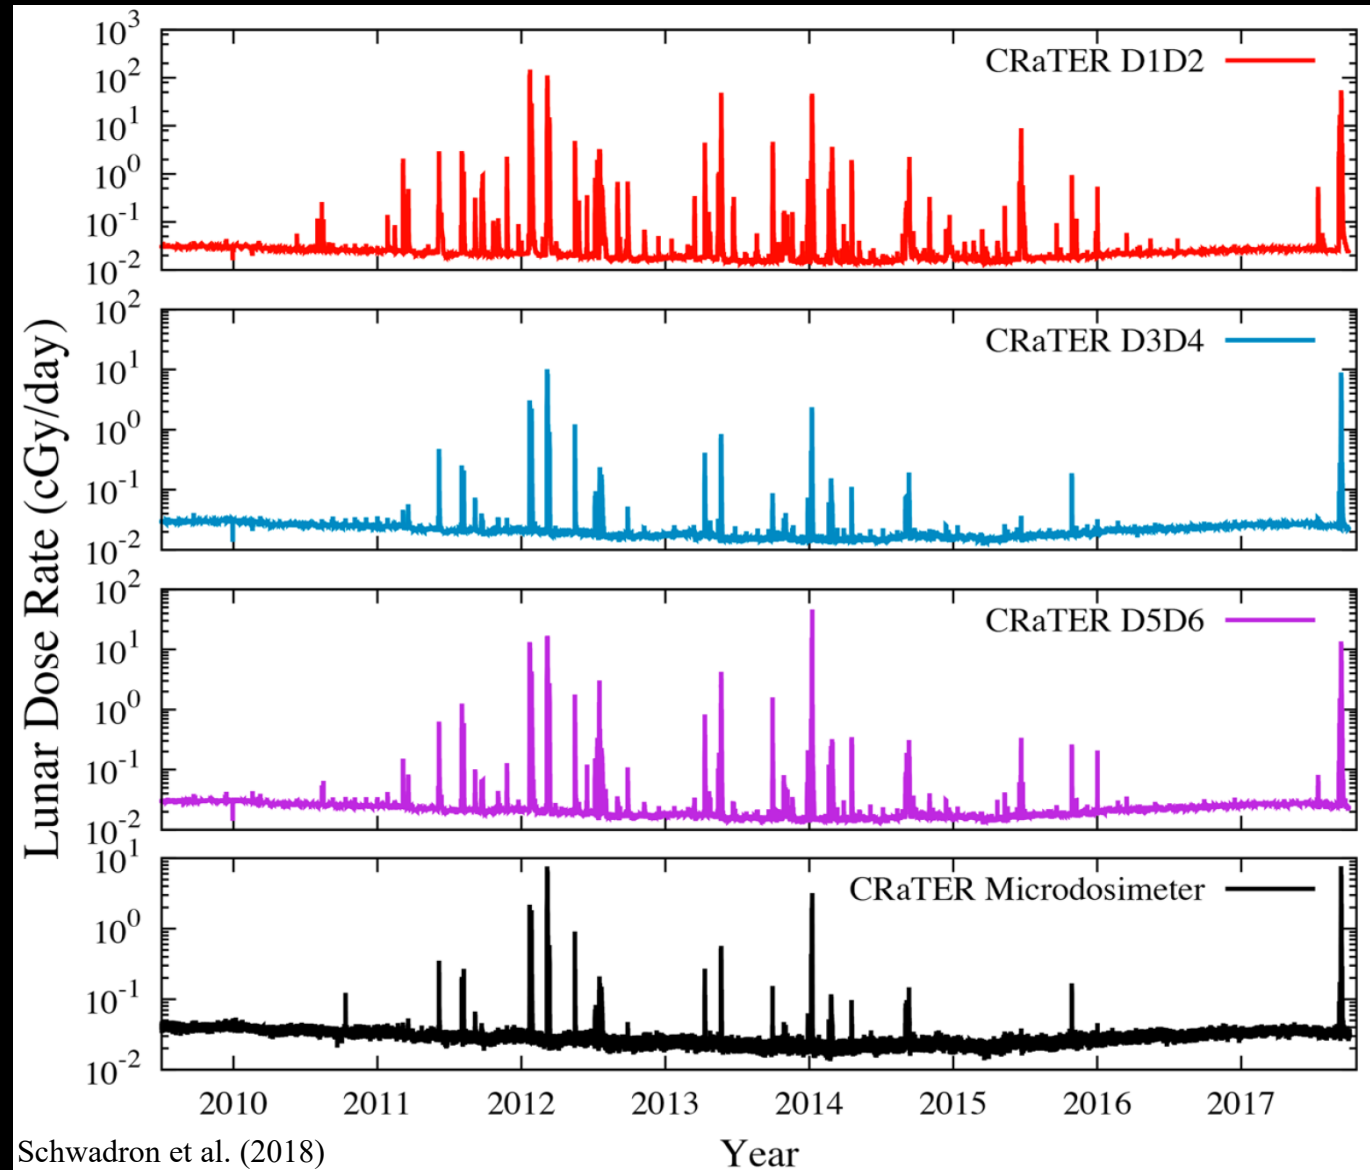 Lunar Dose Rate (cGy/day)
10^3
10^2
10^1
10^0
10^-1
10^-2
CRaTER D1D2
10^2
10^1
10^0
10^-1
10^-2
CRaTER D3D4
10^2
10^1
10^0
10^-1
10^-2
CRaTER D5D6
10^1
10^0
10^-1
10^-2
CRaTER Microdosimeter
2010 2011 2012 2013 2014 2015 2016 2017
Year
Schwadron et al. (2018)